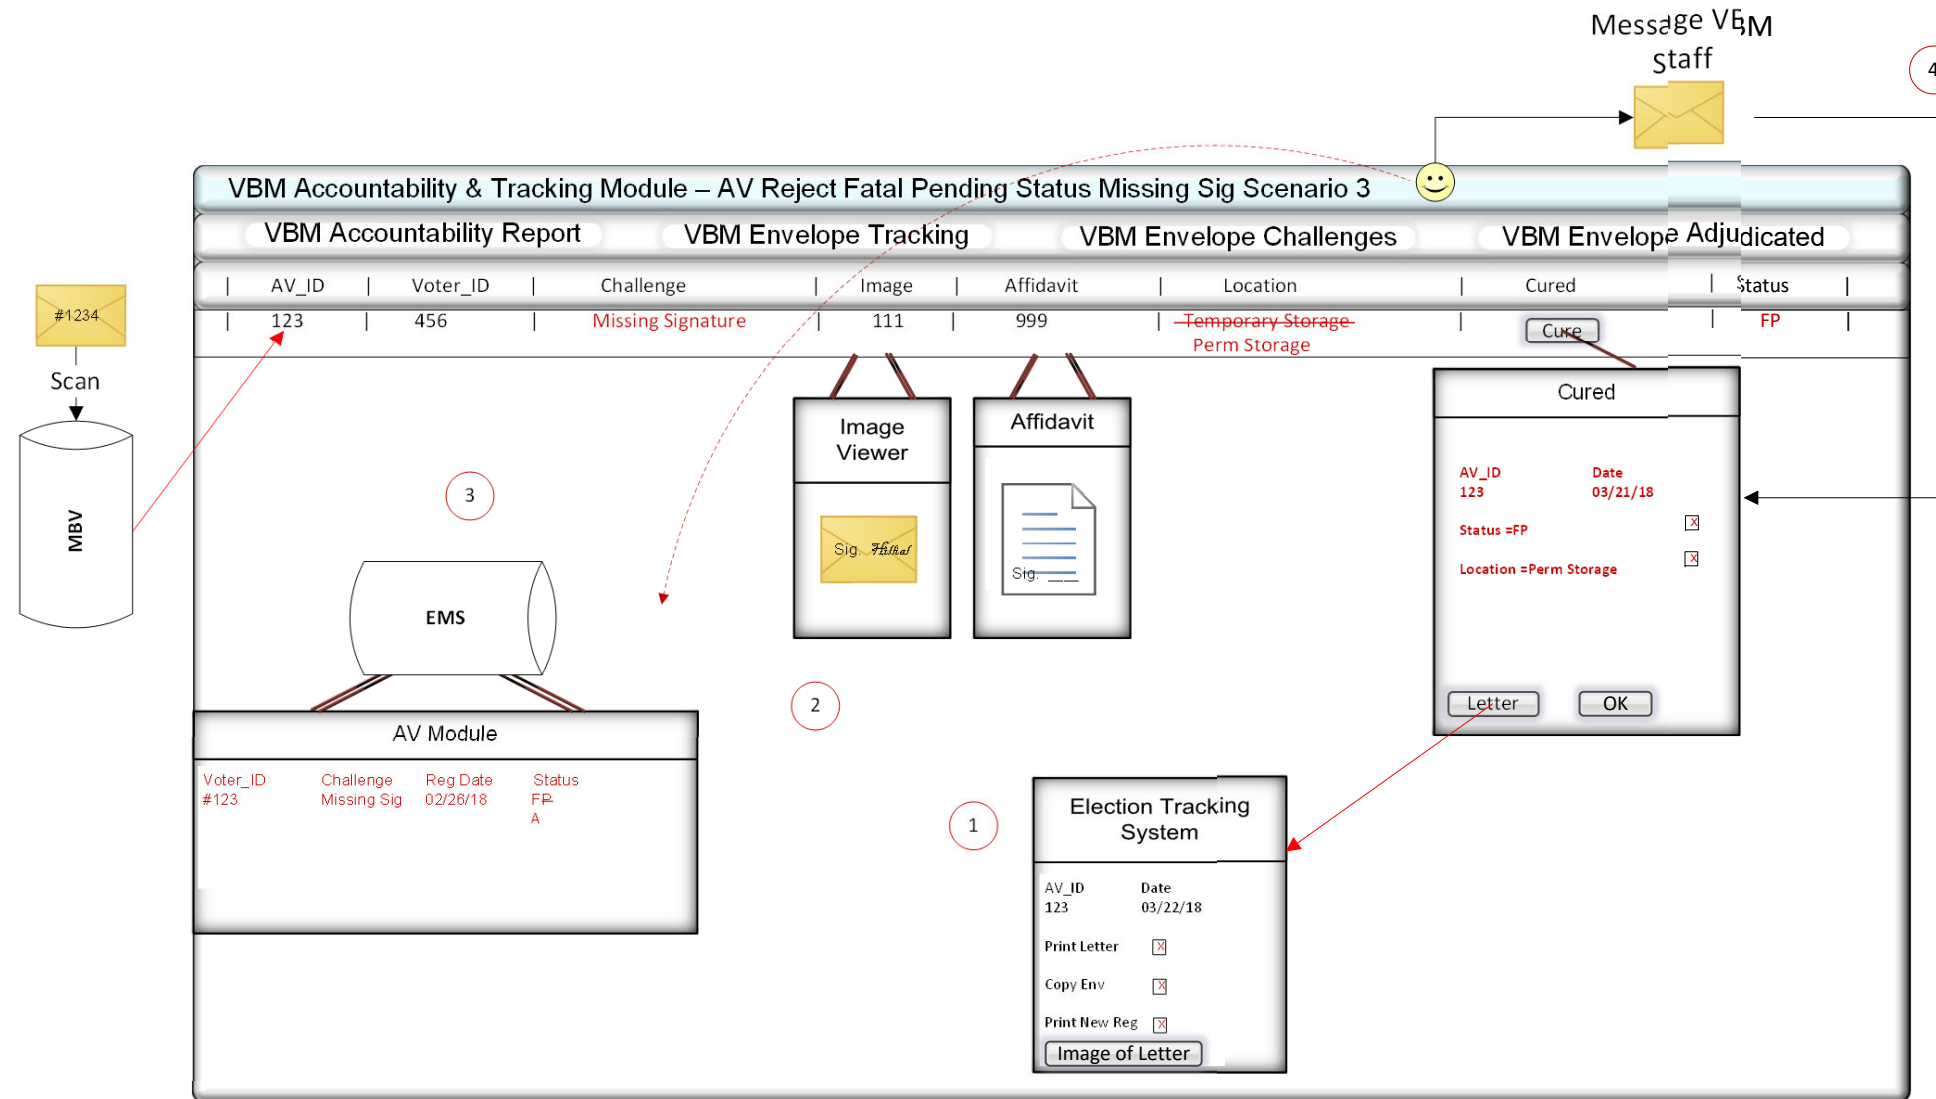 Message VBM
Staff
4
VBM Accountability & Tracking Module – AV Reject Fatal Pending Status Missing Sig Scenario 3
VBM Accountability Report VBM Envelope Tracking VBM Envelope Challenges VBM Envelope Adjudicated
| AV_ID | Voter_ID | Challenge | Image | Affidavit | Location | Cured | Status |
| 123 | 456 | Missing Signature | 111 | 999 | Temporary Storage | Cure | FP |
Perm Storage
#1234
Scan
MBV
3
EMS
AV Module
Voter_ID Challenge Reg Date Status
#123 Missing Sig 02/26/18 FP
A
Image
Viewer
Sig.
Affidavit
Sig. ___
2
Cured
AV_ID Date
123 03/21/18
Status =FP X
Location =Perm Storage X
Letter OK
1
Election Tracking
System
AV_ID Date
123 03/22/18
Print Letter X
Copy Env X
Print New Reg X
Image of Letter